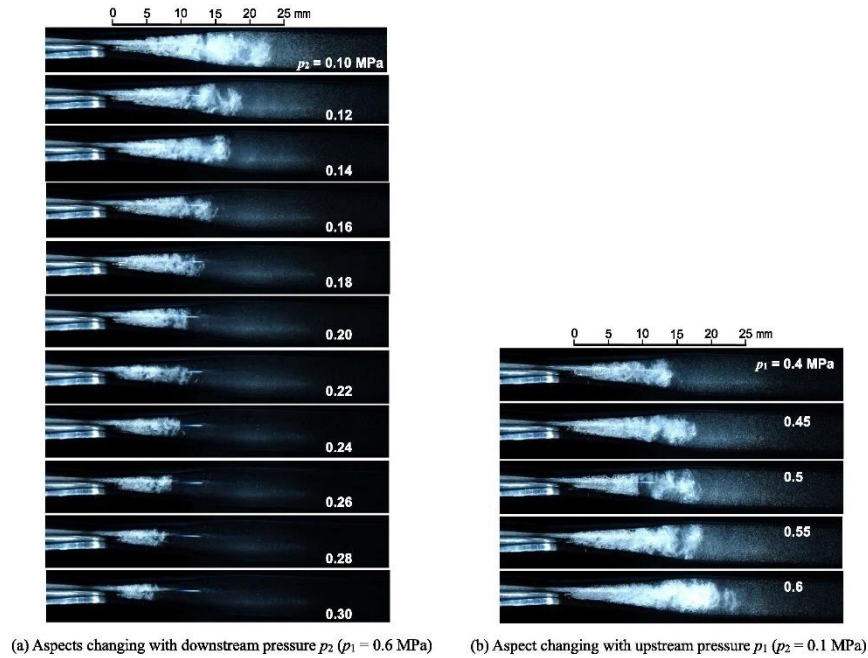 0 5 10 15 20 25 mm
p₂ = 0.10 MPa
0.12
0.14
0.16
0.18
0.20
0.22
0.24
0.26
0.28
0.30
(a) Aspects changing with downstream pressure p₂ (p₁ = 0.6 MPa)
0 5 10 15 20 25 mm
p₁ = 0.4 MPa
0.45
0.5
0.55
0.6
(b) Aspect changing with upstream pressure p₁ (p₂ = 0.1 MPa)